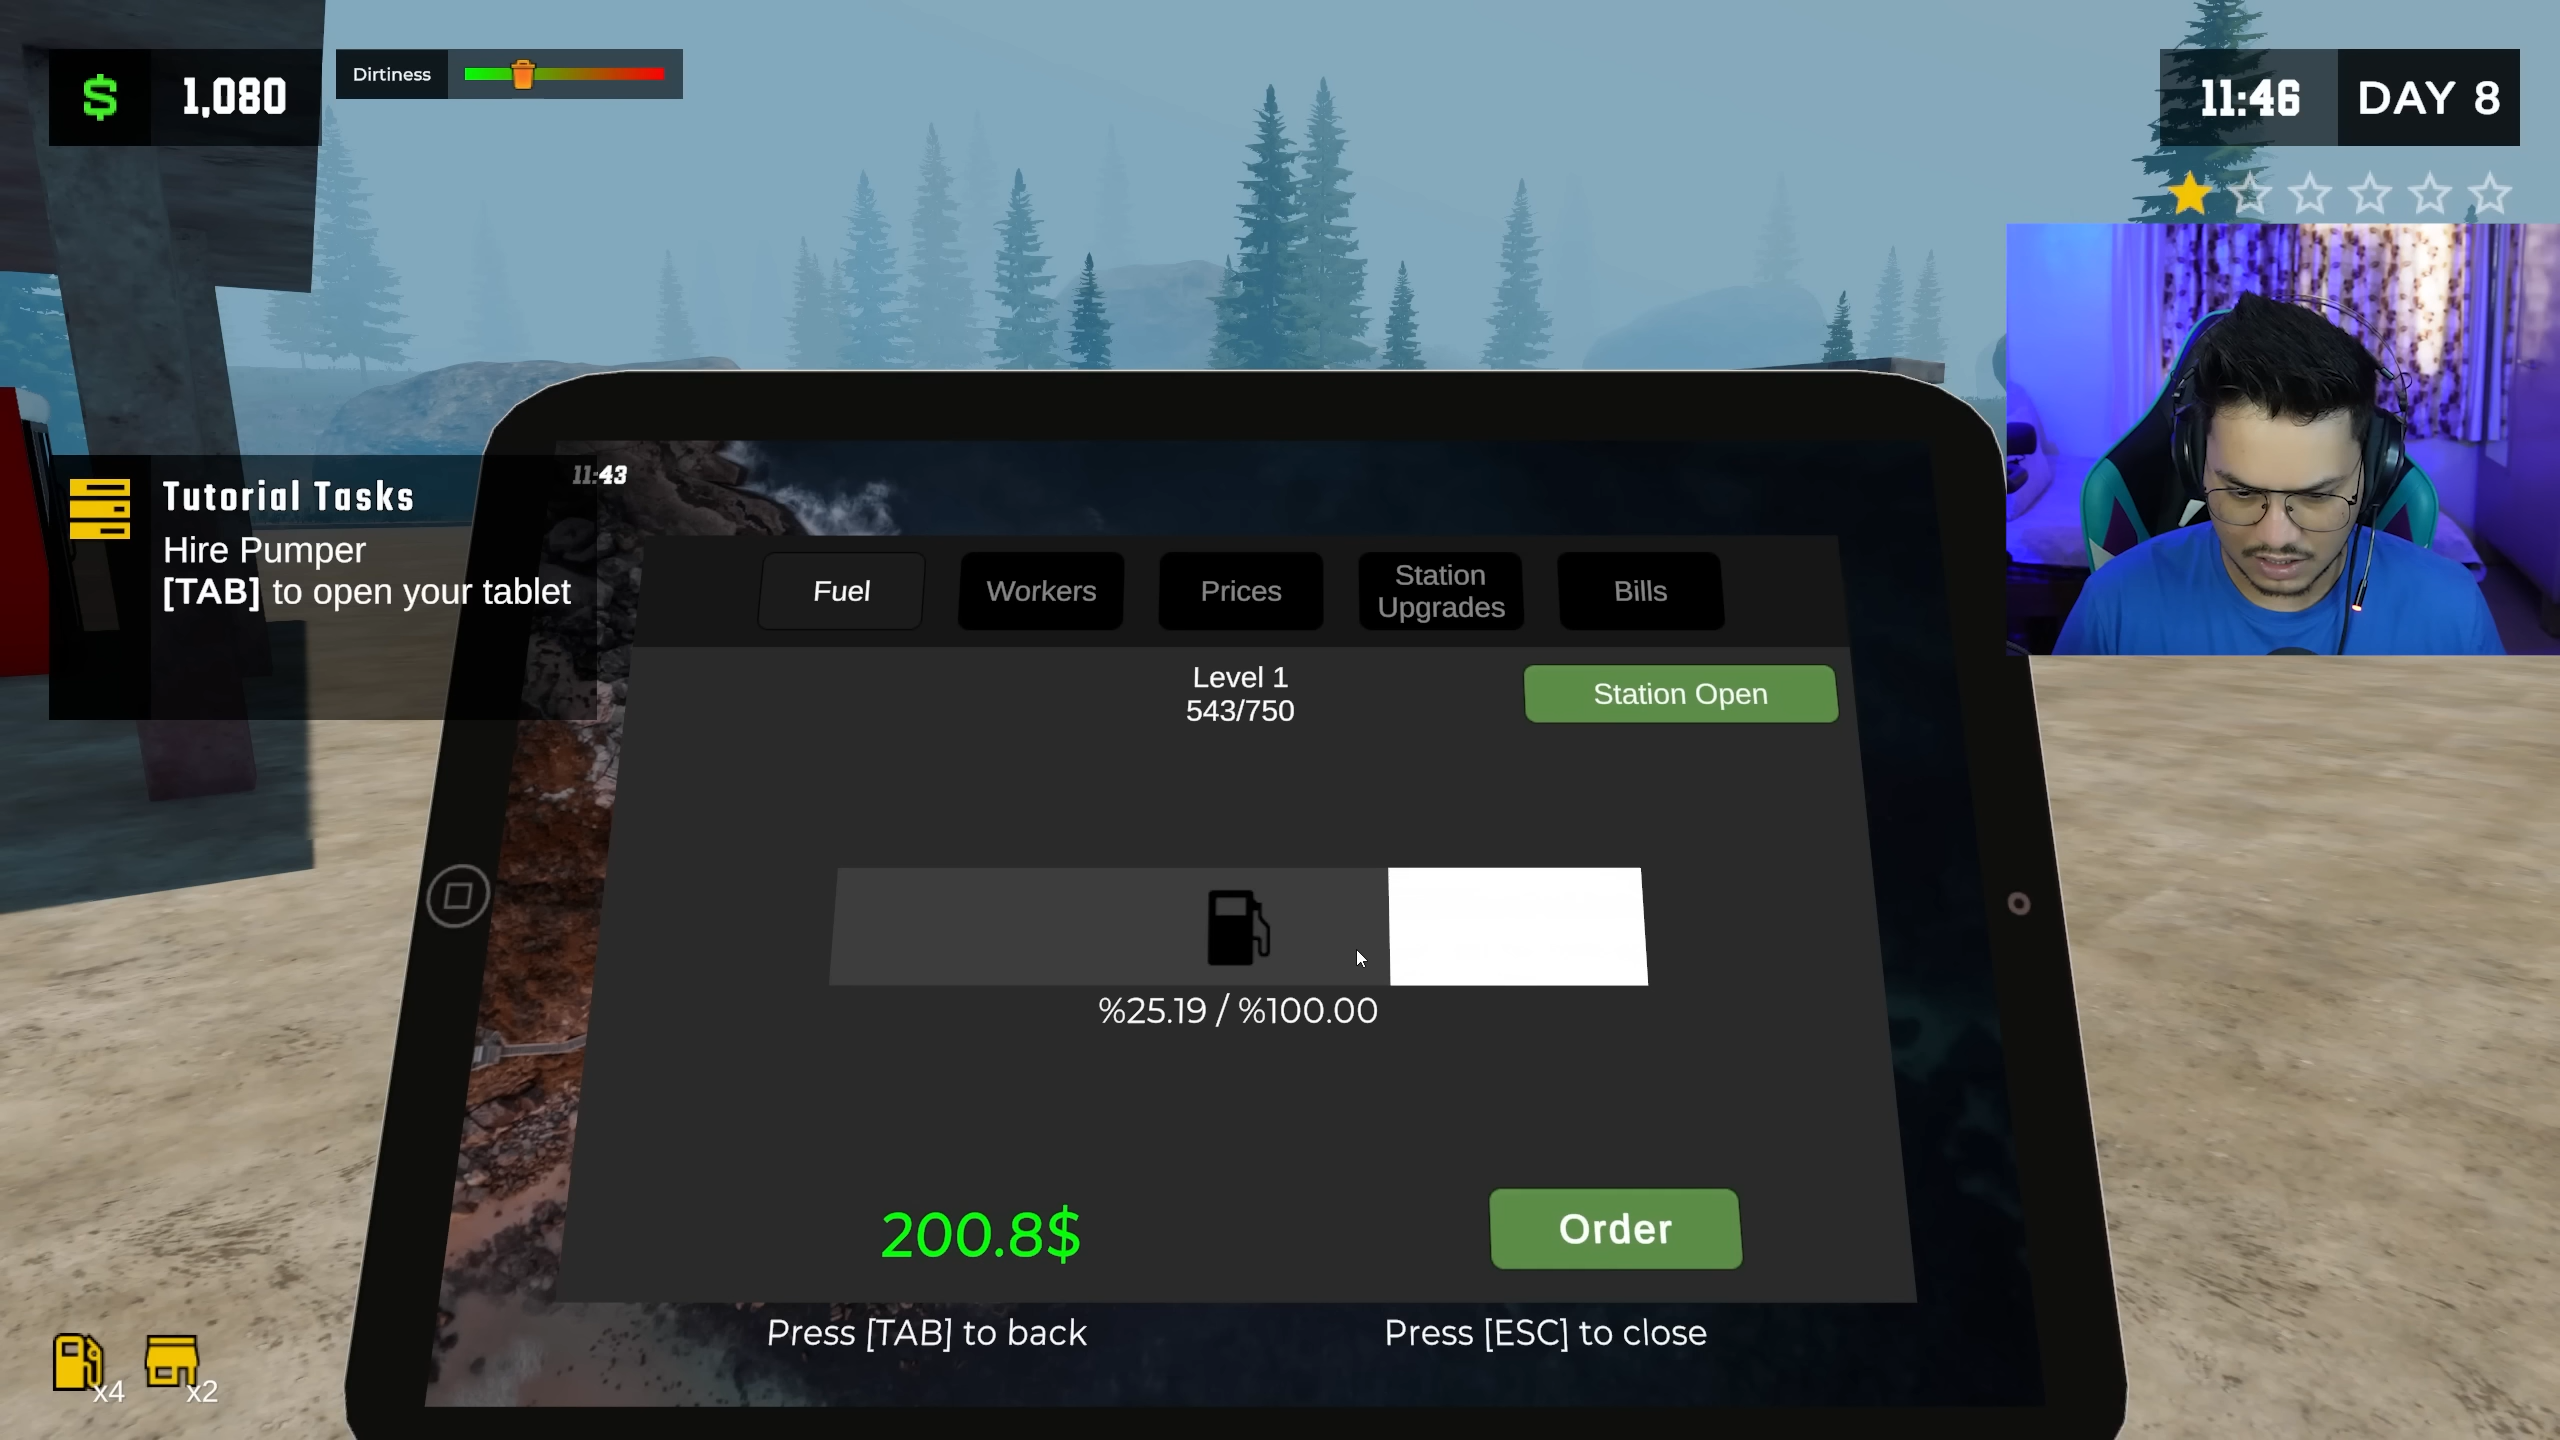 $ 1,080
Dirtiness
11:46 DAY 8
Tutorial Tasks
Hire Pumper
[TAB] to open your tablet
11:43
Fuel
Workers
Prices
Station
Upgrades
Bills
Level 1
543/750
Station Open
%25.19 / %100.00
200.8$
Order
Press [TAB] to back
Press [ESC] to close
x4
x2